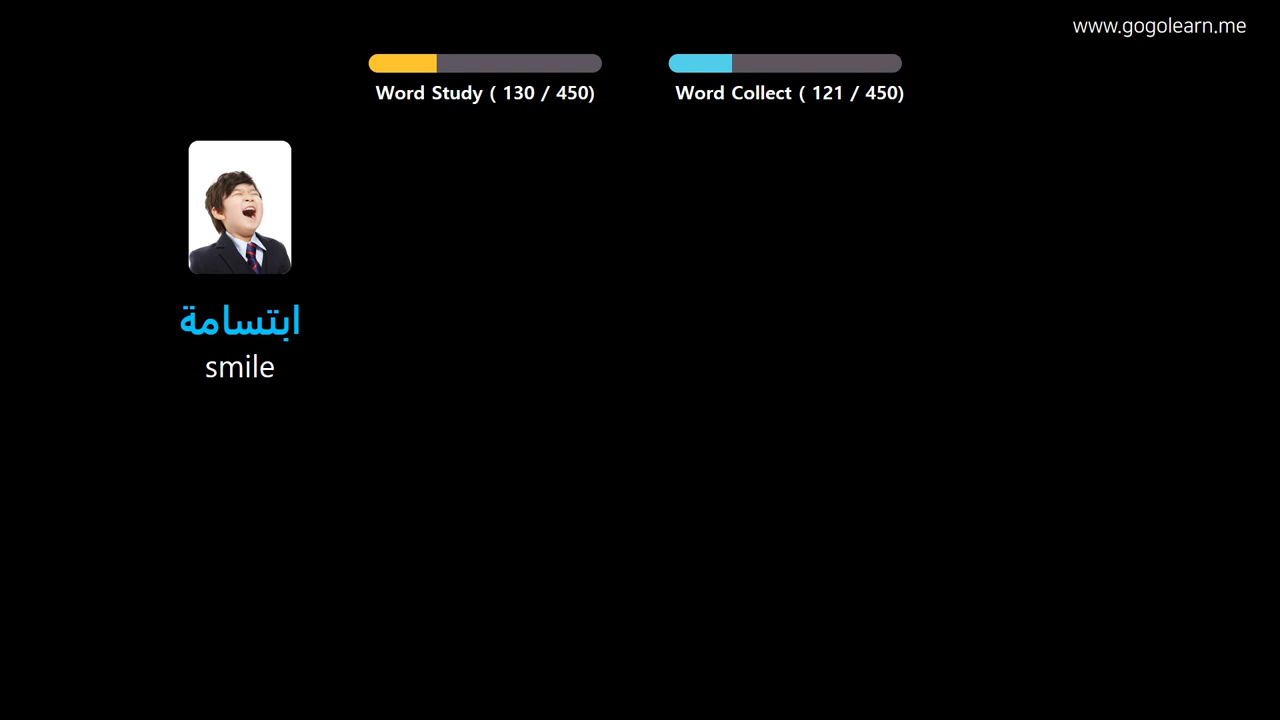 www.gogolearn.me
Word Study ( 130 / 450)
Word Collect ( 121 / 450)
ابتسامة
smile